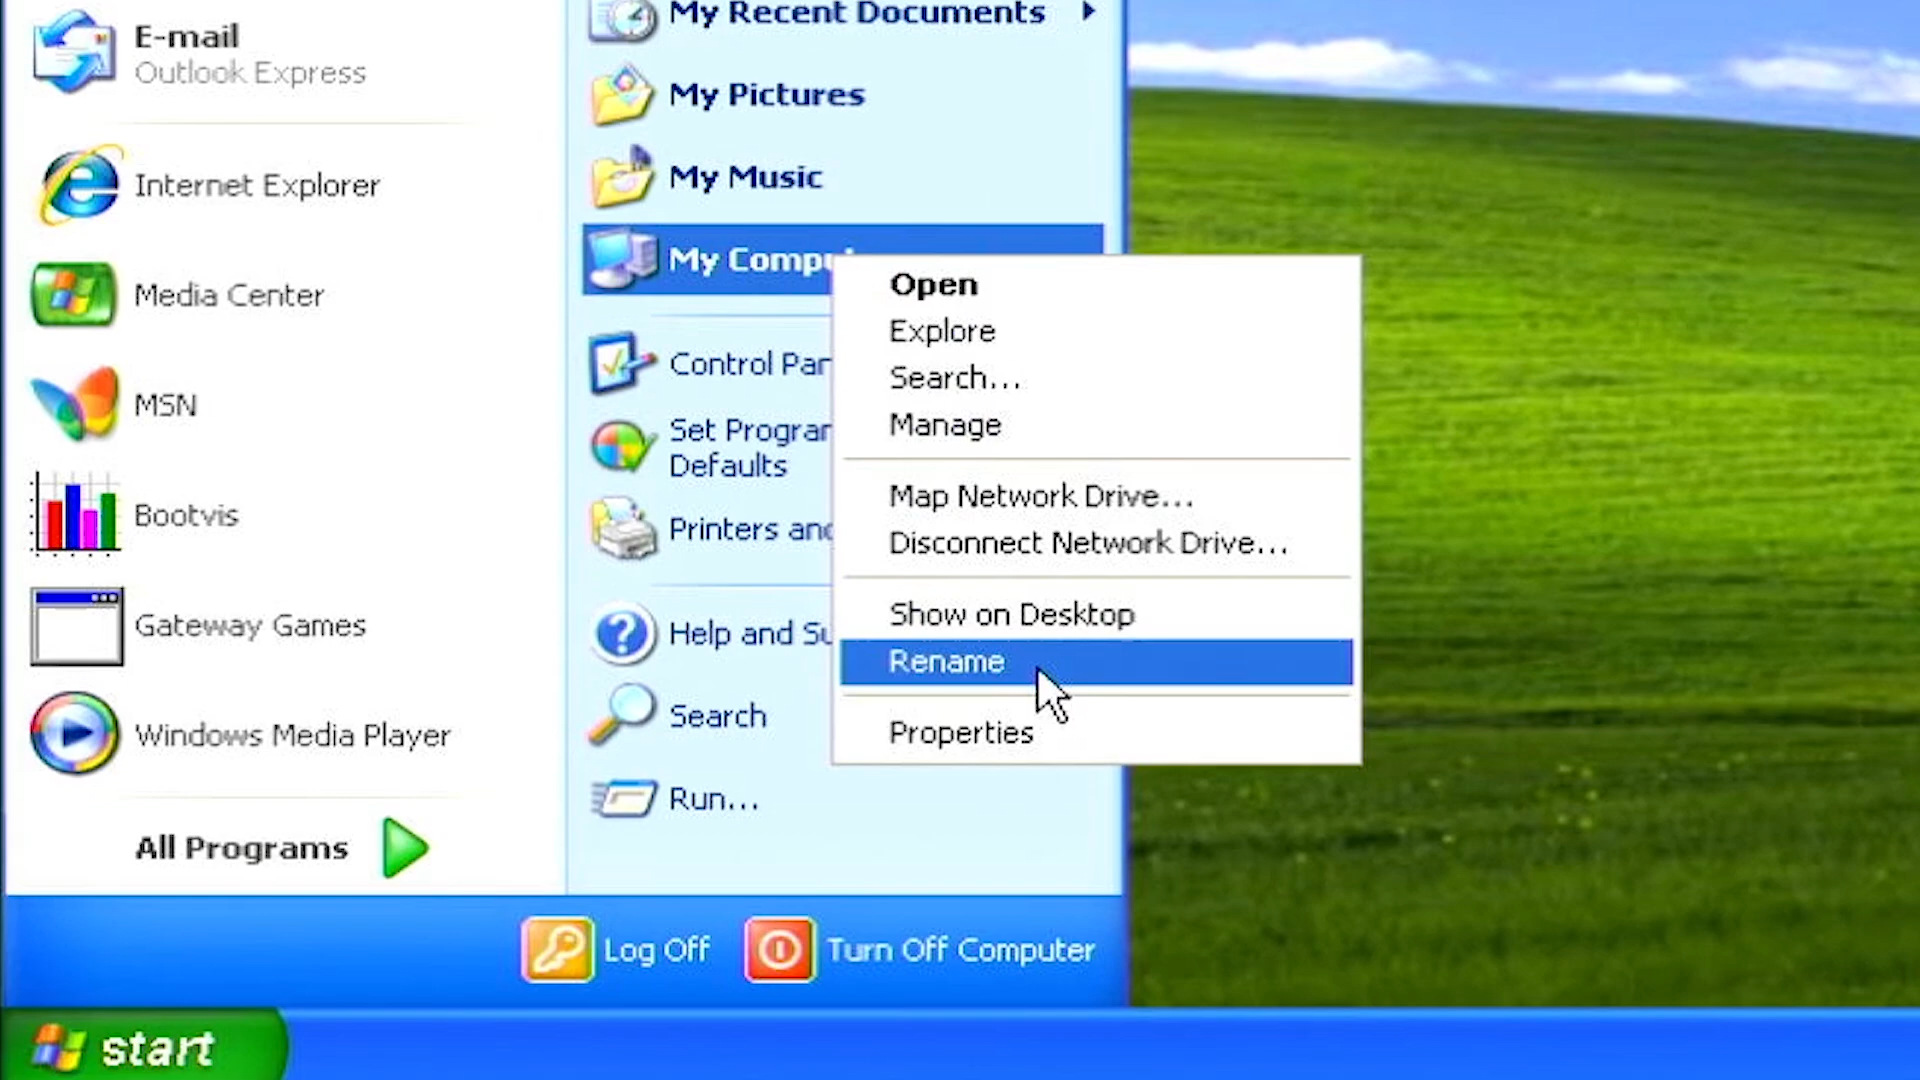 E-mail
Outlook Express
Internet Explorer
Media Center
MSN
Bootvis
Gateway Games
Windows Media Player
All Programs
My Recent Documents
My Pictures
My Music
My Compu
Control Pan
Set Program
Defaults
Printers and
Help and Su
Search
Run...
Open
Explore
Search...
Manage
Map Network Drive...
Disconnect Network Drive...
Show on Desktop
Rename
Properties
Log Off
Turn Off Computer
start